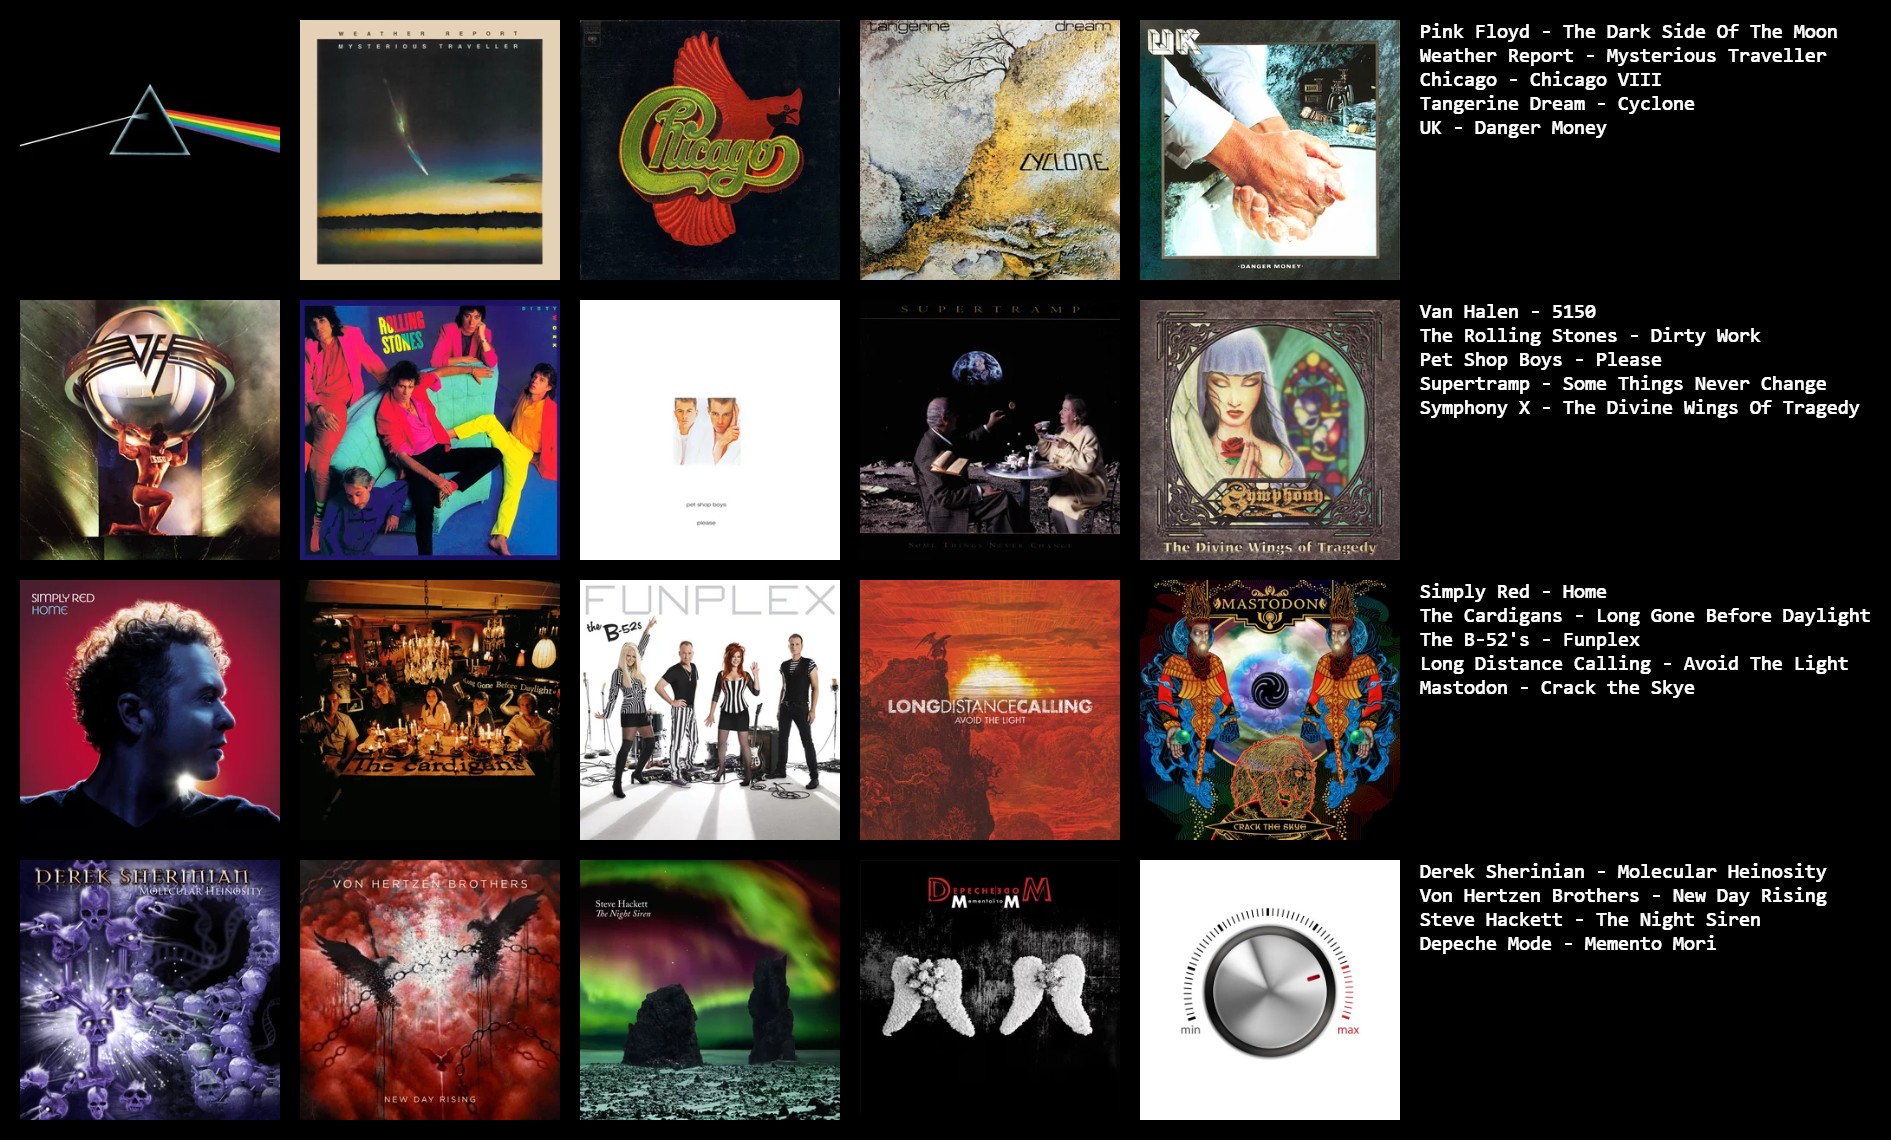 WEATHER REPORT
MYSTERIOUS TRAVELLER
Chicago
tangerine dream
CYCLONE
UK
·DANGER MONEY·
Pink Floyd - The Dark Side Of The Moon
Weather Report - Mysterious Traveller
Chicago - Chicago VIII
Tangerine Dream - Cyclone
UK - Danger Money
VH
ROLLING
STONES
DIRTY
WORK
pet shop boys
please
SUPERTRAMP
SOME THINGS NEVER CHANGE
Symphony X
The Divine Wings of Tragedy
Van Halen - 5150
The Rolling Stones - Dirty Work
Pet Shop Boys - Please
Supertramp - Some Things Never Change
Symphony X - The Divine Wings Of Tragedy
SIMPLY RED
HOME
Long Gone Before Daylight
The cardigans
FUNPLEX
the B-52s
LONGDISTANCECALLING
AVOID THE LIGHT
MASTODON
CRACK THE SKYE
Simply Red - Home
The Cardigans - Long Gone Before Daylight
The B-52's - Funplex
Long Distance Calling - Avoid The Light
Mastodon - Crack the Skye
DEREK SHERINIAN
MOLECULAR HEINOSITY
VON HERTZEN BROTHERS
NEW DAY RISING
Steve Hackett
The Night Siren
DEPECHE MODE
Memento Mori
min
max
Derek Sherinian - Molecular Heinosity
Von Hertzen Brothers - New Day Rising
Steve Hackett - The Night Siren
Depeche Mode - Memento Mori